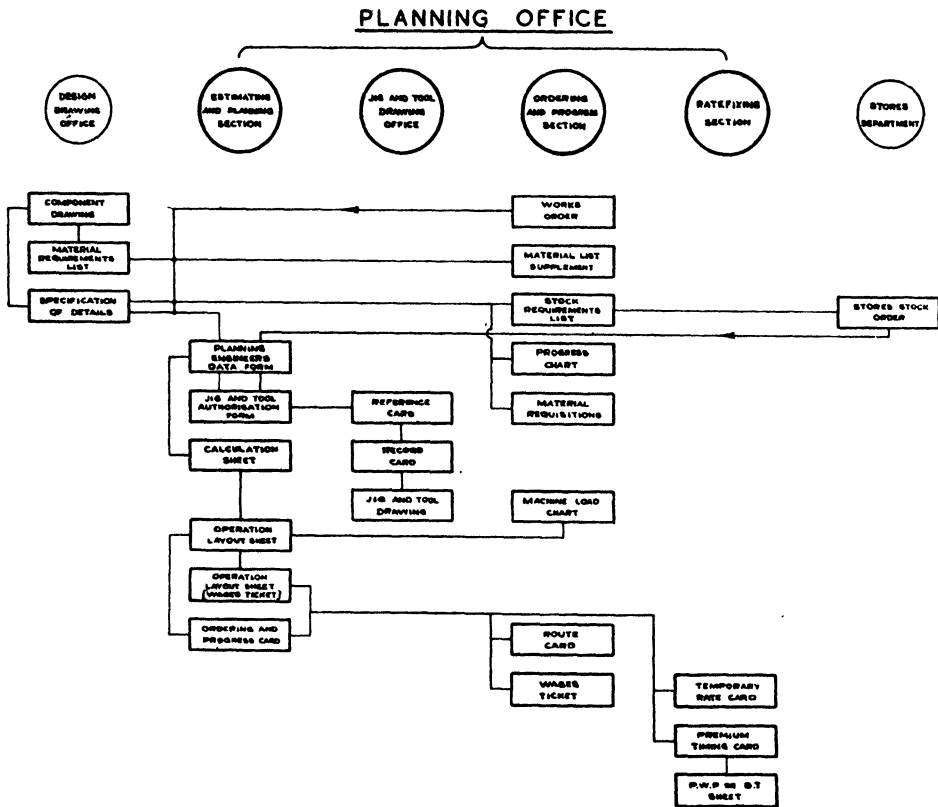 PLANNING OFFICE
DESIGN
DRAWING
OFFICE
ESTIMATING
AND PLANNING
SECTION
JIG AND TOOL
DRAWING
OFFICE
ORDERING
AND PROGRESS
SECTION
RATEFIXING
SECTION
STORES
DEPARTMENT
COMPONENT
DRAWING
WORKS
ORDER
MATERIAL
REQUIREMENTS
LIST
MATERIAL LIST
SUPPLEMENT
SPECIFICATION
OF DETAILS
STOCK
REQUIREMENTS
LIST
STORES STOCK
ORDER
PLANNING
ENGINEERS
DATA FORM
PROGRESS
CHART
JIG AND TOOL
AUTHORISATION
FORM
REFERENCE
CARD
MATERIAL
REQUISITIONS
CALCULATION
SHEET
RECORD
CARD
JIG AND TOOL
DRAWING
MACHINE LOAD
CHART
OPERATION
LAYOUT SHEET
OPERATION
LAYOUT SHEET
(WAGES TICKET)
ORDERING AND
PROGRESS CARD
ROUTE
CARD
WAGES
TICKET
TEMPORARY
RATE CARD
PREMIUM
TIMING CARD
P.W.P OR D.T
SHEET